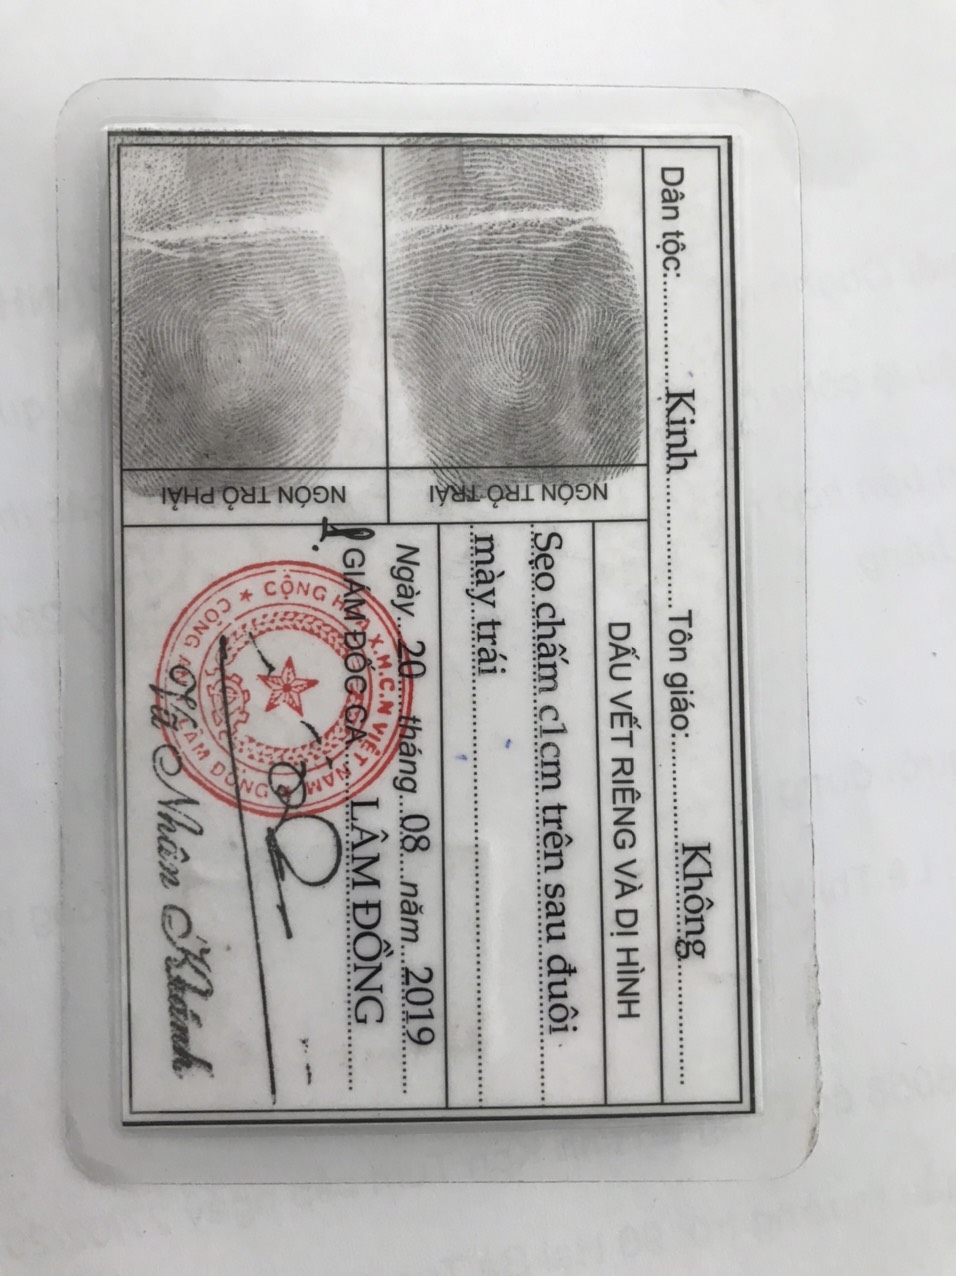 Dân tộc: Kinh Tôn giáo: Không
NGÓN TRỎ TRÁI
NGÓN TRỎ PHẢI
DẤU VẾT RIÊNG VÀ DỊ HÌNH
Sẹo chấm c1cm trên sau đuôi
mày trái
Ngày 20 tháng 08 năm 2019
GIÁM ĐỐC CA LÂM ĐỒNG
CỘNG HÒA X.H.C.N VIỆT NAM
CÔNG AN LÂM ĐỒNG
Nhân Khánh